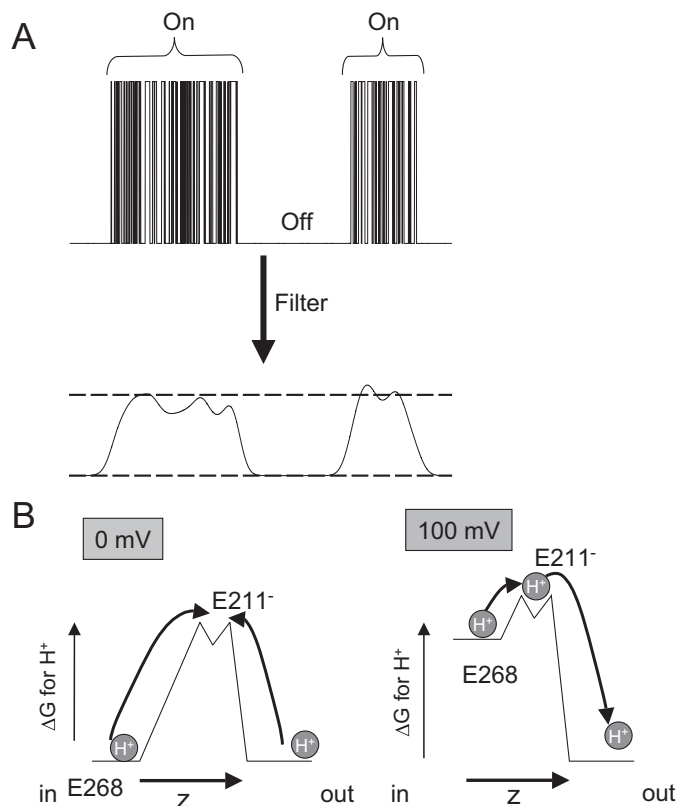 A
On
On
Off
Filter
B
0 mV
100 mV
E211-
E211-
H+
H+
H+
H+
H+
ΔG for H+
ΔG for H+
E268
in E268
z
out
in
z
out